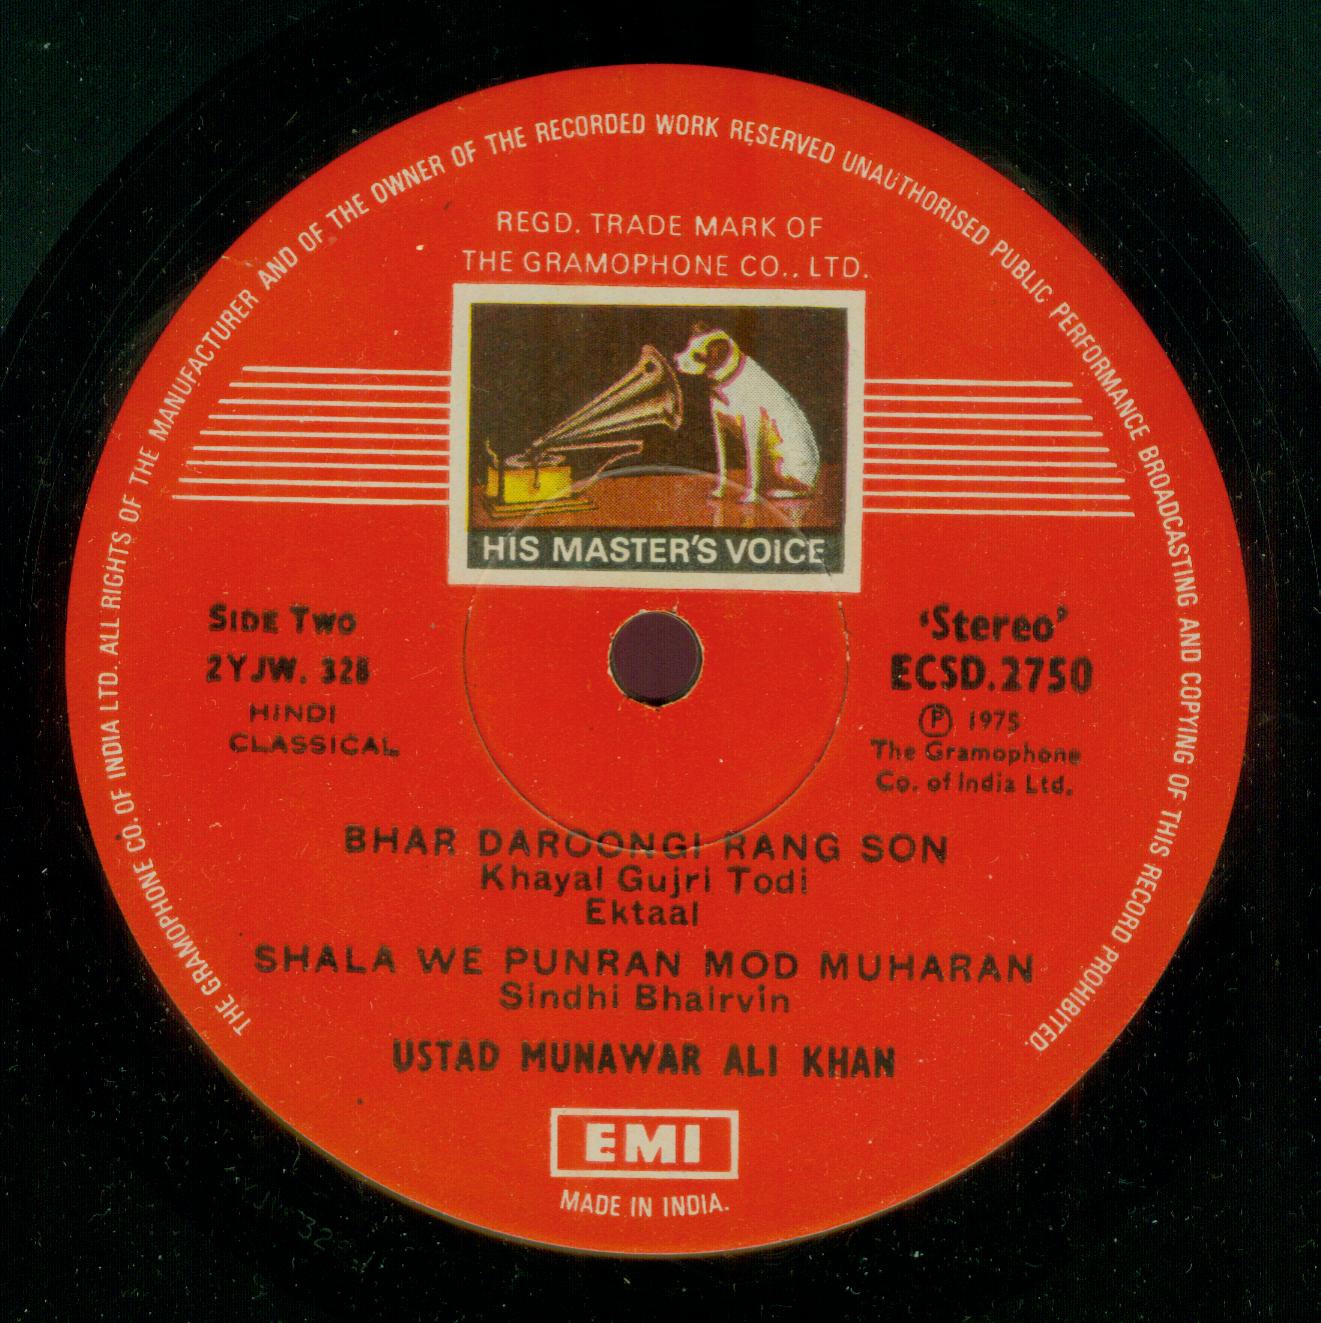 THE GRAMOPHONE CO. OF INDIA LTD. ALL RIGHTS OF THE MANUFACTURER AND OF THE OWNER OF THE RECORDED WORK RESERVED UNAUTHORISED PUBLIC PERFORMANCE BROADCASTING AND COPYING OF THIS RECORD PROHIBITED.
REGD. TRADE MARK OF
THE GRAMOPHONE CO., LTD.
HIS MASTER'S VOICE
SIDE TWO
2YJW. 328
HINDI
CLASSICAL
‘Stereo’
ECSD.2750
Ⓟ 1975
The Gramophone
Co. of India Ltd.
BHAR DAROONGI RANG SON
Khayal Gujri Todi
Ektaal
SHALA WE PUNRAN MOD MUHARAN
Sindhi Bhairvin
USTAD MUNAWAR ALI KHAN
EMI
MADE IN INDIA.